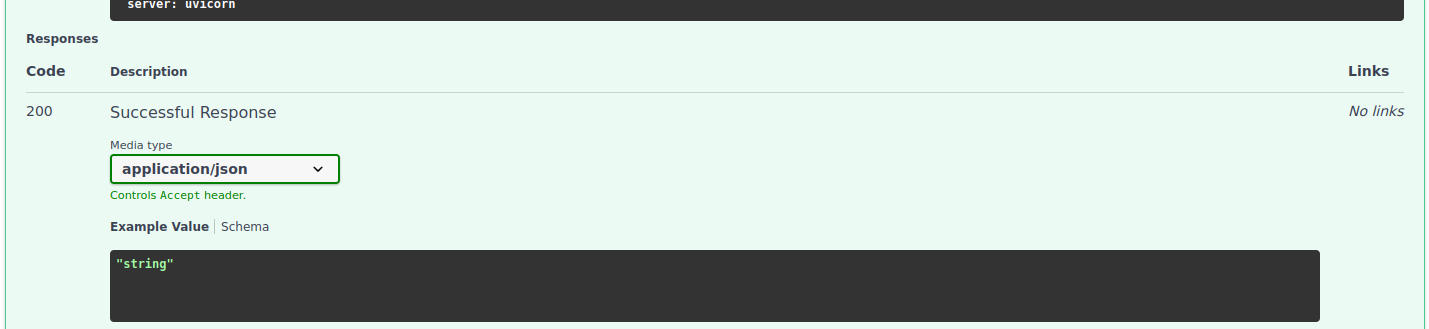 server: uvicorn
Responses
Code Description Links
200 Successful Response No links
Media type
application/json
Controls Accept header.
Example Value Schema
"string"